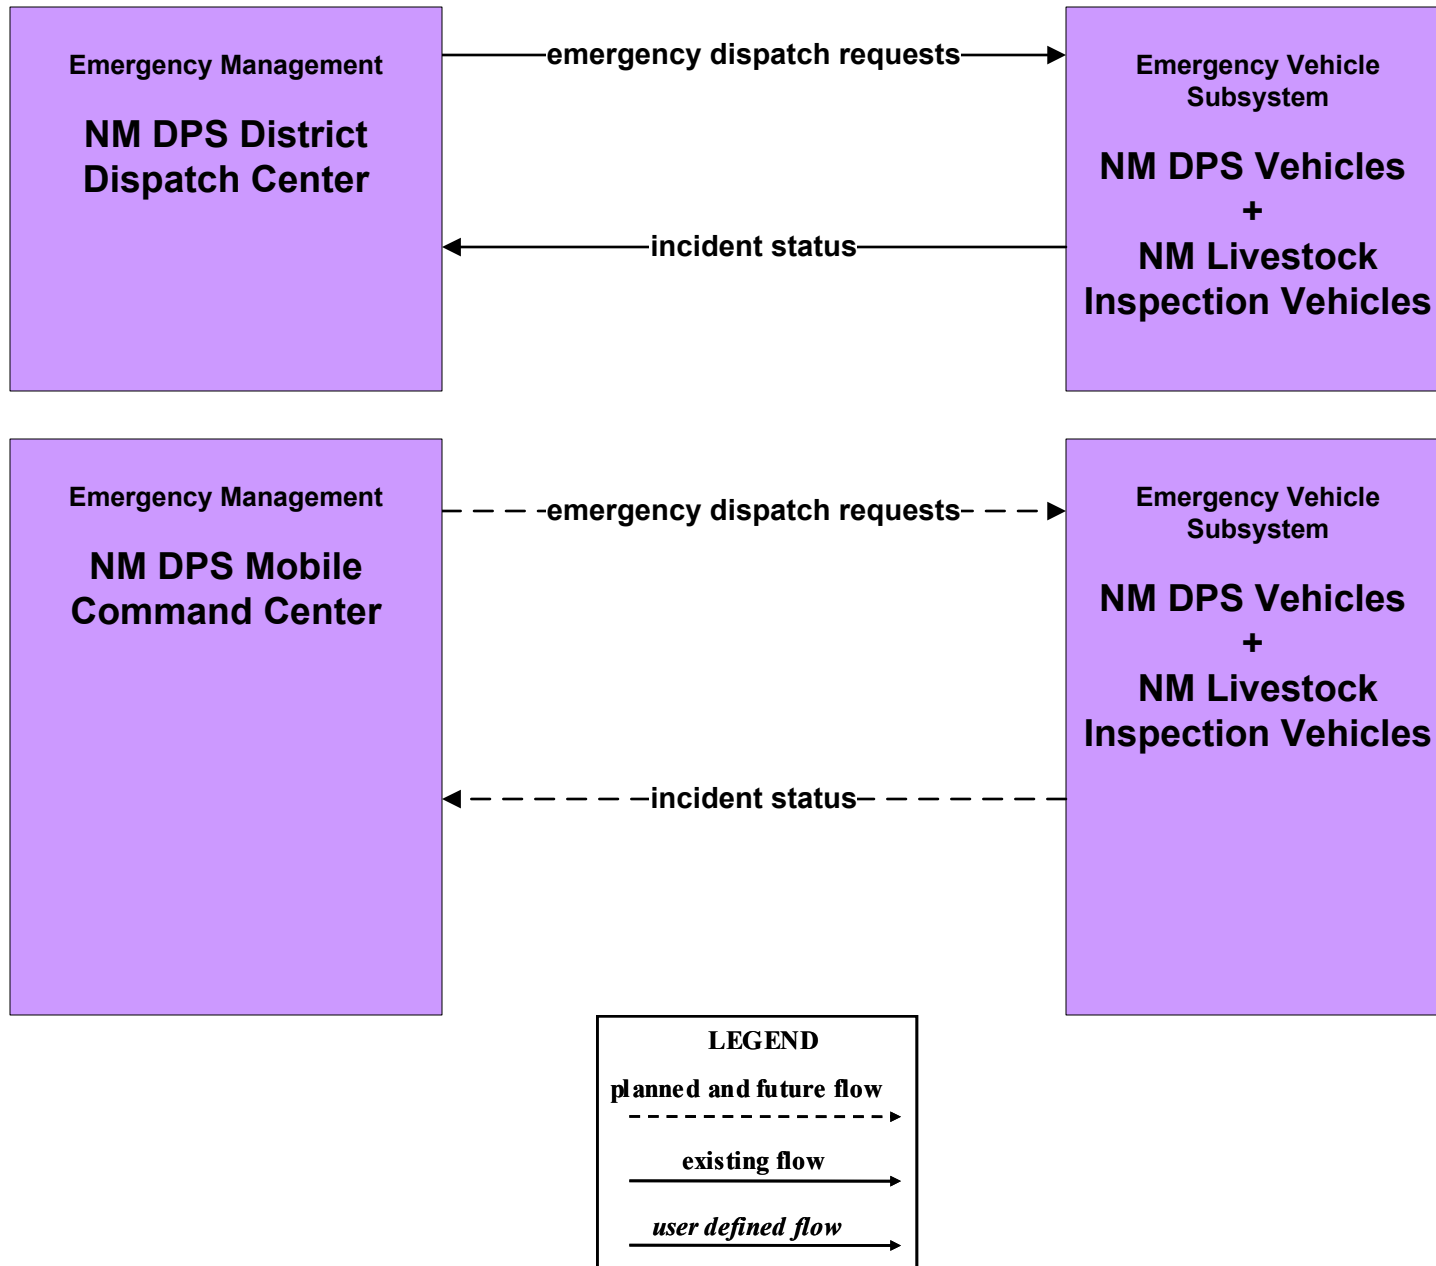 Emergency Management
NM DPS District
Dispatch Center
emergency dispatch requests
incident status
Emergency Vehicle
Subsystem
NM DPS Vehicles
+
NM Livestock
Inspection Vehicles
Emergency Management
NM DPS Mobile
Command Center
emergency dispatch requests
incident status
Emergency Vehicle
Subsystem
NM DPS Vehicles
+
NM Livestock
Inspection Vehicles
LEGEND
planned and future flow
existing flow
user defined flow